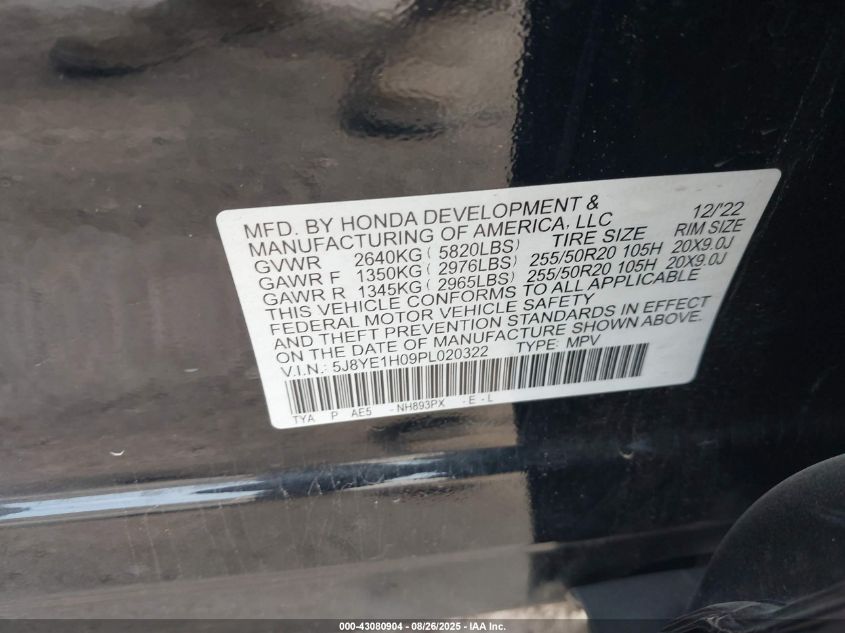 MFD. BY HONDA DEVELOPMENT & 12/'22
MANUFACTURING OF AMERICA, LLC
GVWR 2640KG ( 5820LBS) TIRE SIZE RIM SIZE
GAWR F 1350KG ( 2976LBS) 255/50R20 105H 20X9.0J
GAWR R 1345KG ( 2965LBS) 255/50R20 105H 20X9.0J
THIS VEHICLE CONFORMS TO ALL APPLICABLE
FEDERAL MOTOR VEHICLE SAFETY
AND THEFT PREVENTION STANDARDS IN EFFECT
ON THE DATE OF MANUFACTURE SHOWN ABOVE.
V.I.N.: 5J8YE1H09PL020322 TYPE: MPV
TYA P AE5 -NH893PX -E-L
000-43080904 - 08/26/2025 - IAA Inc.